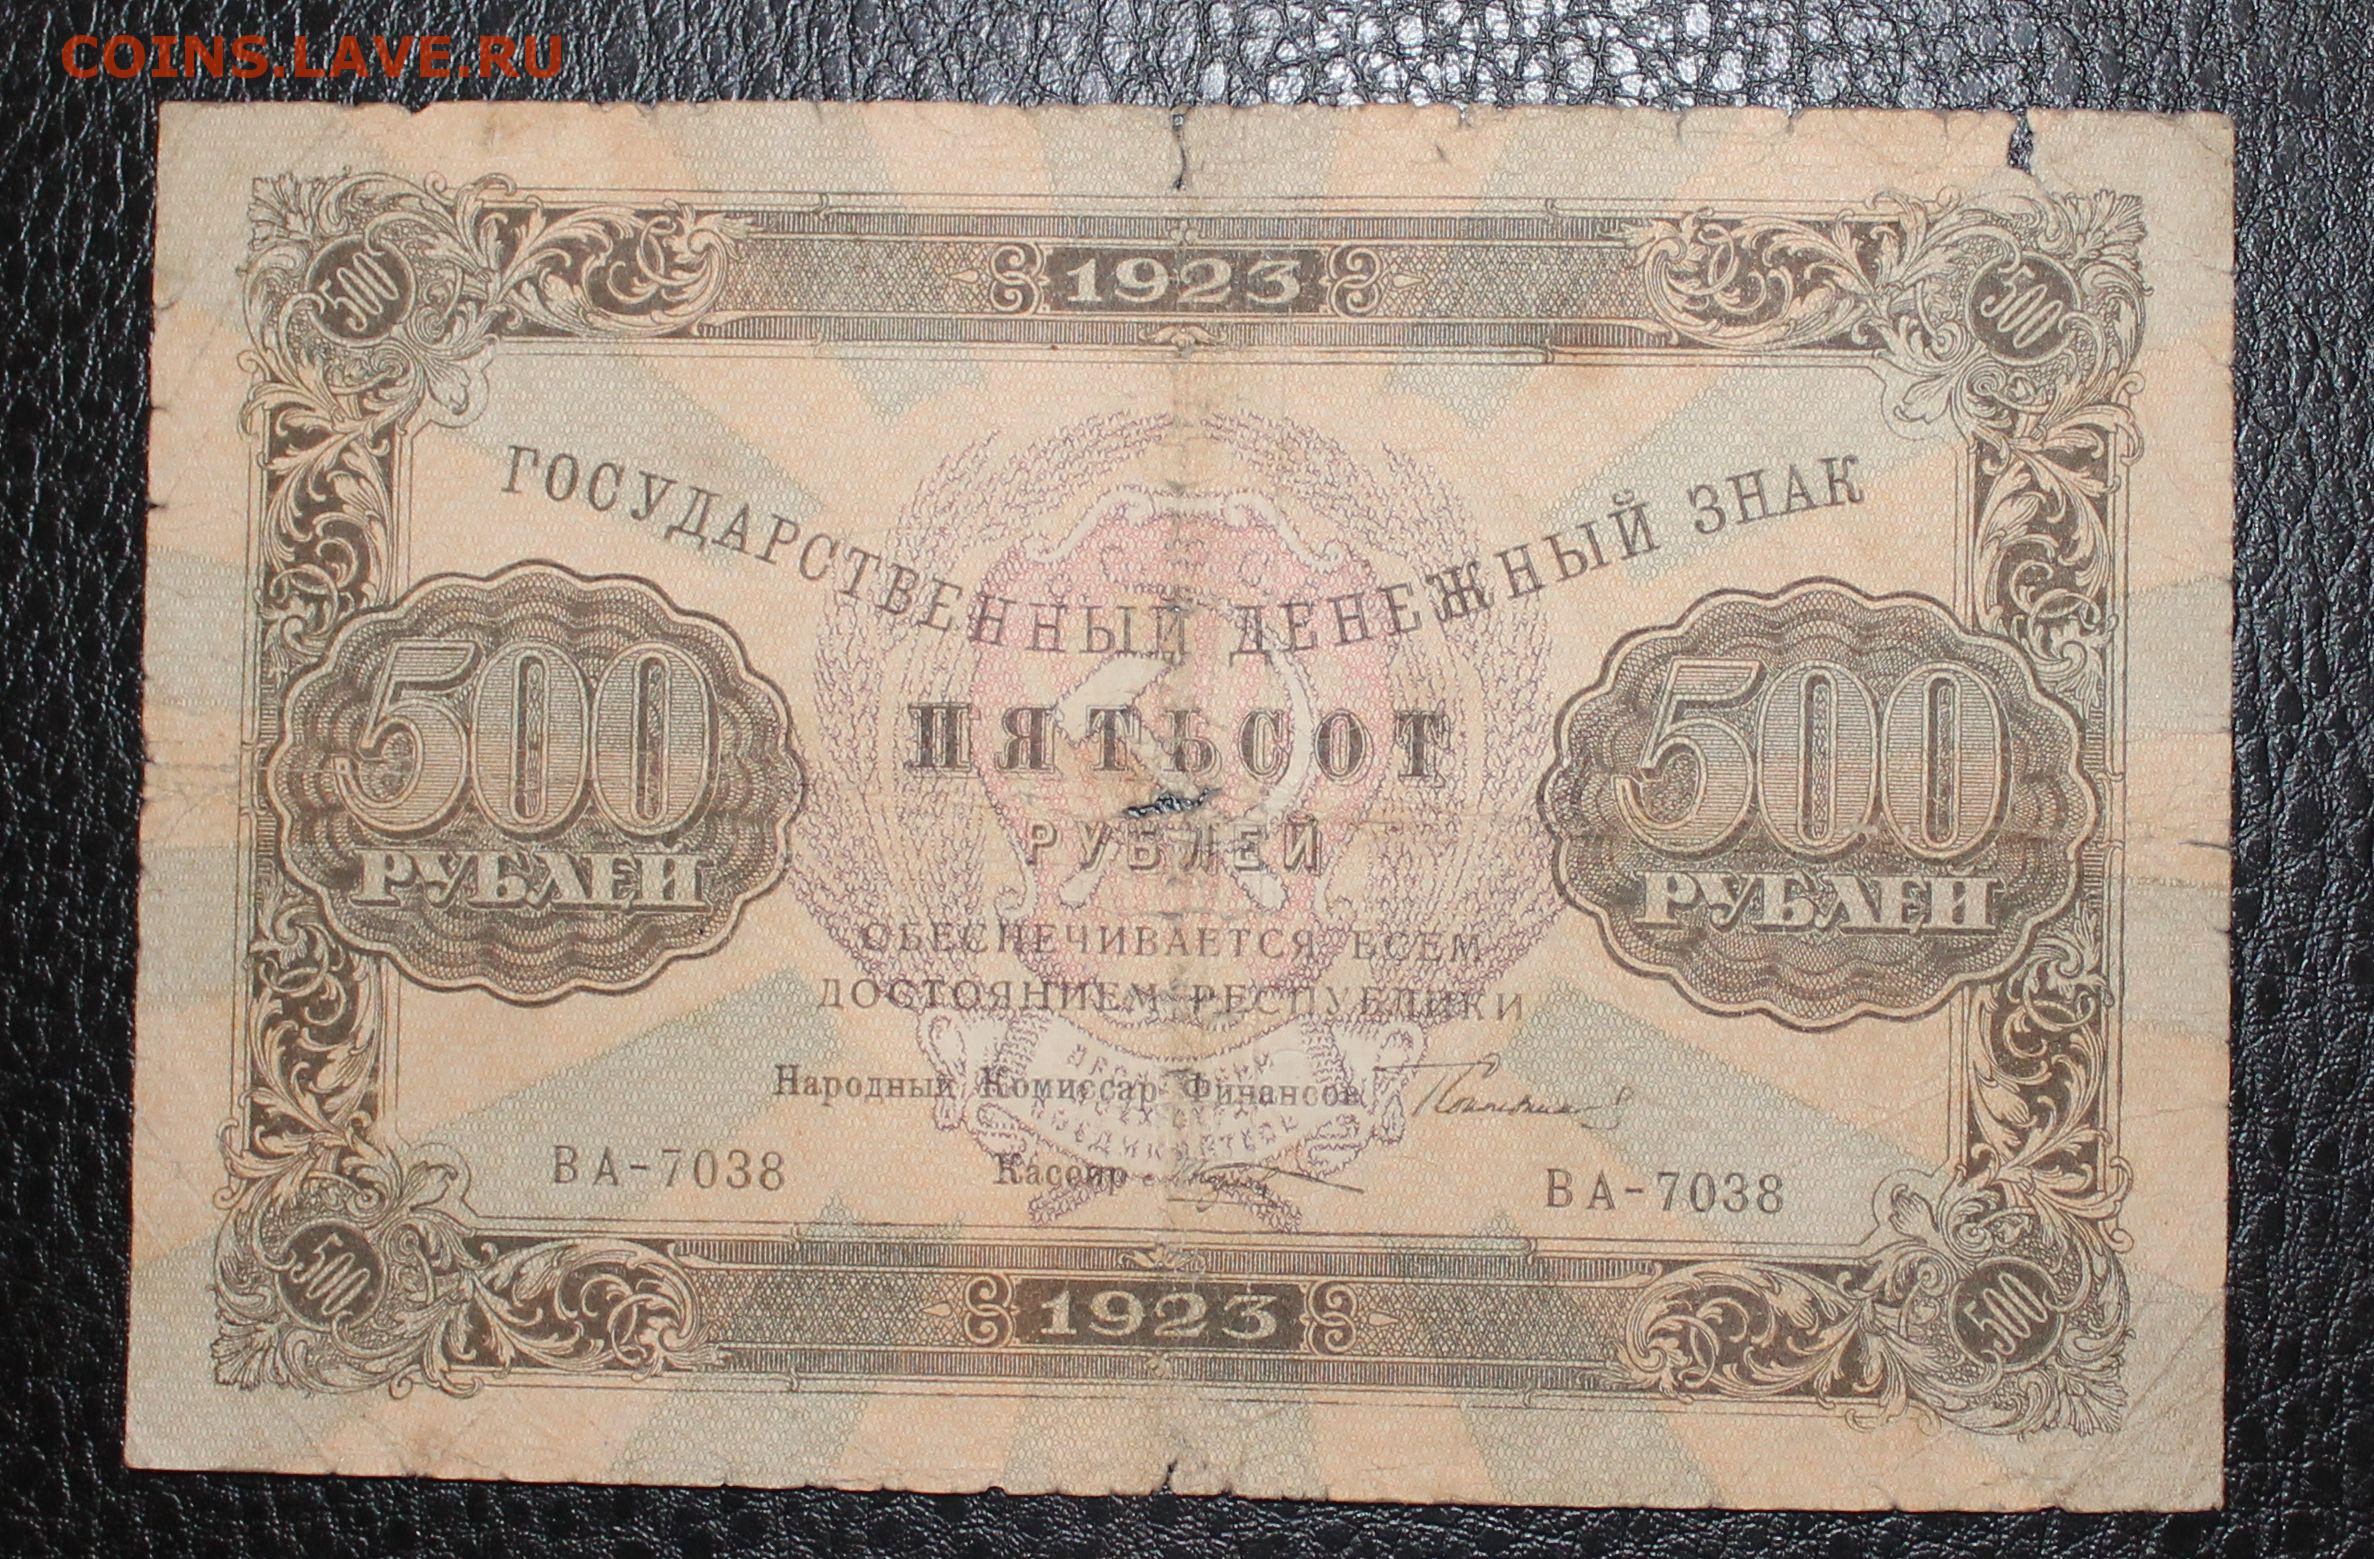 COINS.LAVE.RU
500 1923 500
ГОСУДАРСТВЕННЫЙ ДЕНЕЖНЫЙ ЗНАК
500 РУБЛЕЙ
ПЯТЬСОТ
РУБЛЕЙ
500 РУБЛЕЙ
ОБЕСПЕЧИВАЕТСЯ ВСЕМ
ДОСТОЯНИЕМ РЕСПУБЛИКИ
Народный Комиссар Финансов
ВА-7038
Кассир
ВА-7038
500 1923 500